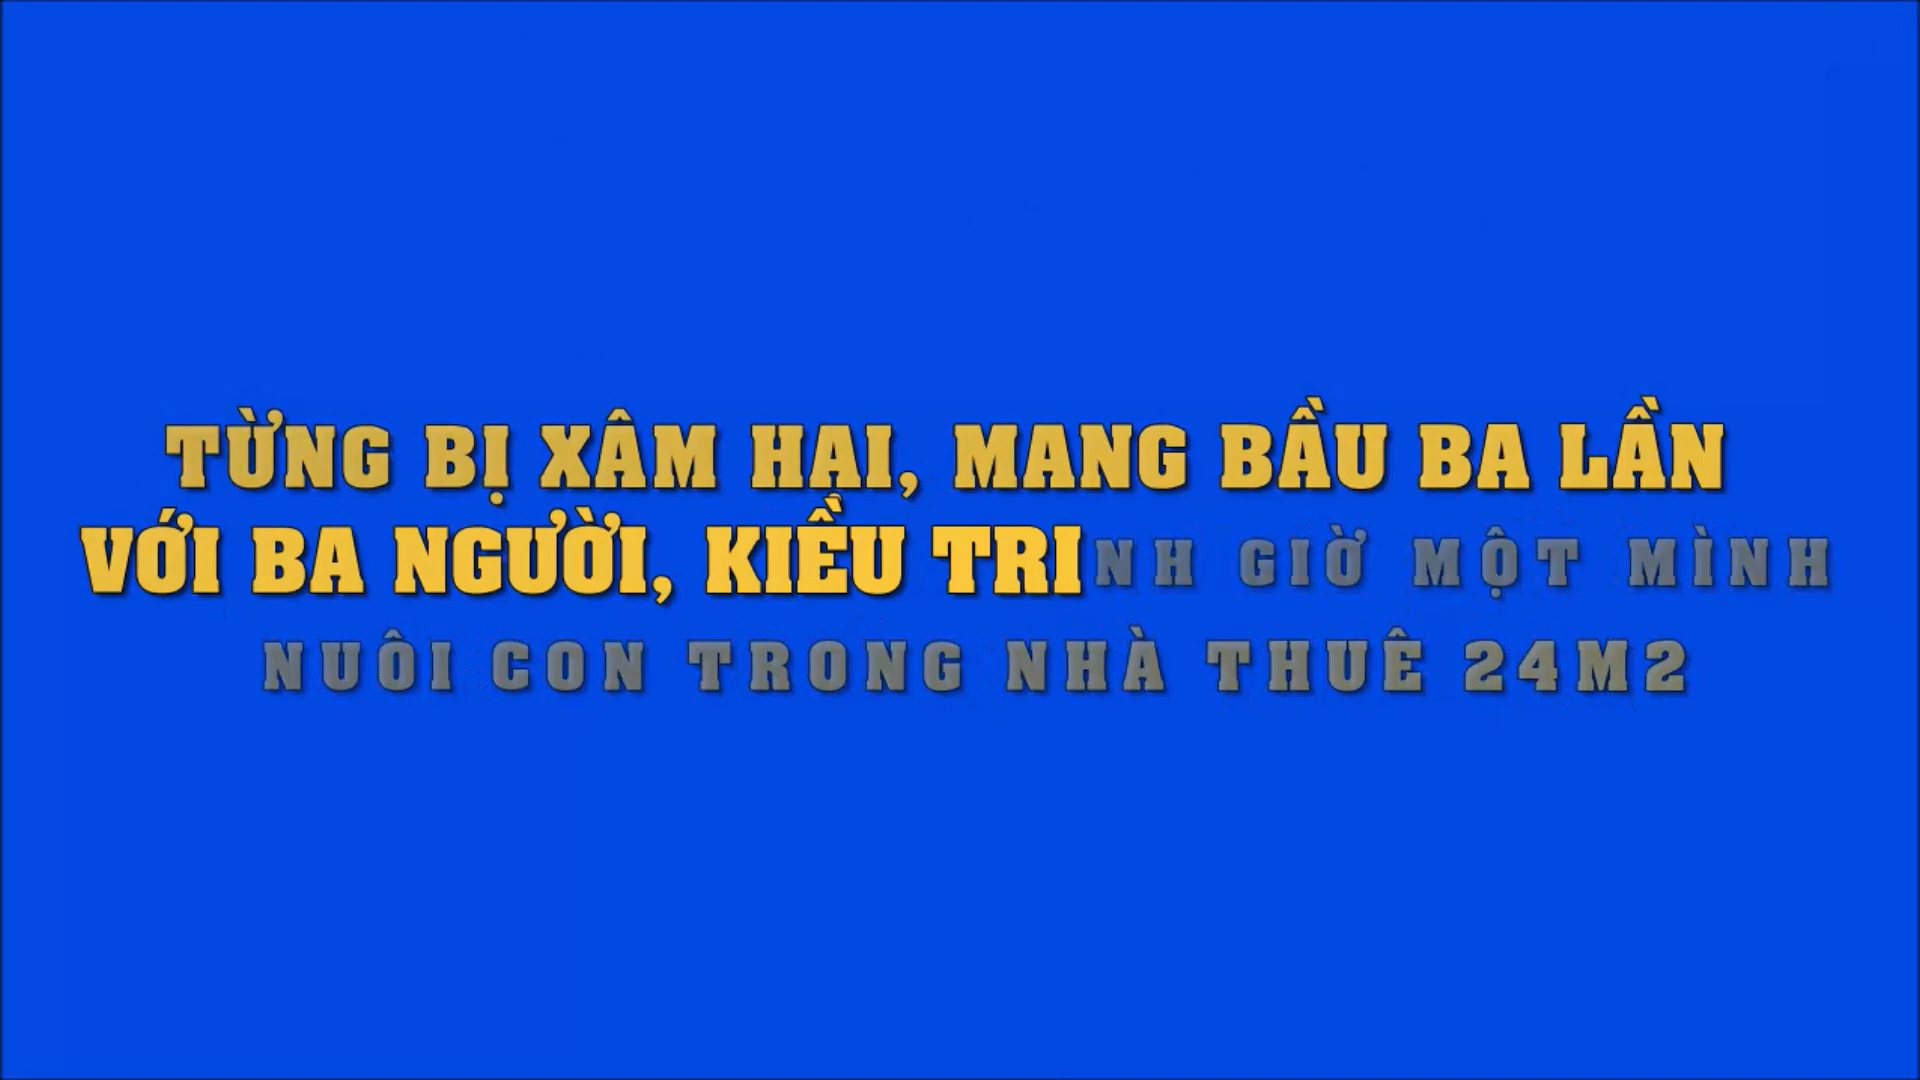 TỪNG BỊ XÂM HẠI, MANG BẦU BA LẦN
VỚI BA NGƯỜI, KIỀU TRINH GIỜ MỘT MÌNH
NUÔI CON TRONG NHÀ THUÊ 24M2